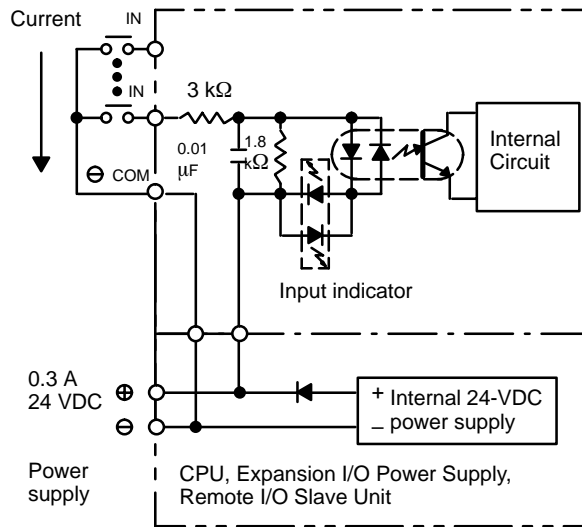 Current
IN
IN
3 kΩ
0.01
μF
1.8
kΩ
⊖ COM
Internal
Circuit
Input indicator
0.3 A
24 VDC
⊕
⊖
+ Internal 24-VDC
– power supply
Power
supply
CPU, Expansion I/O Power Supply,
Remote I/O Slave Unit